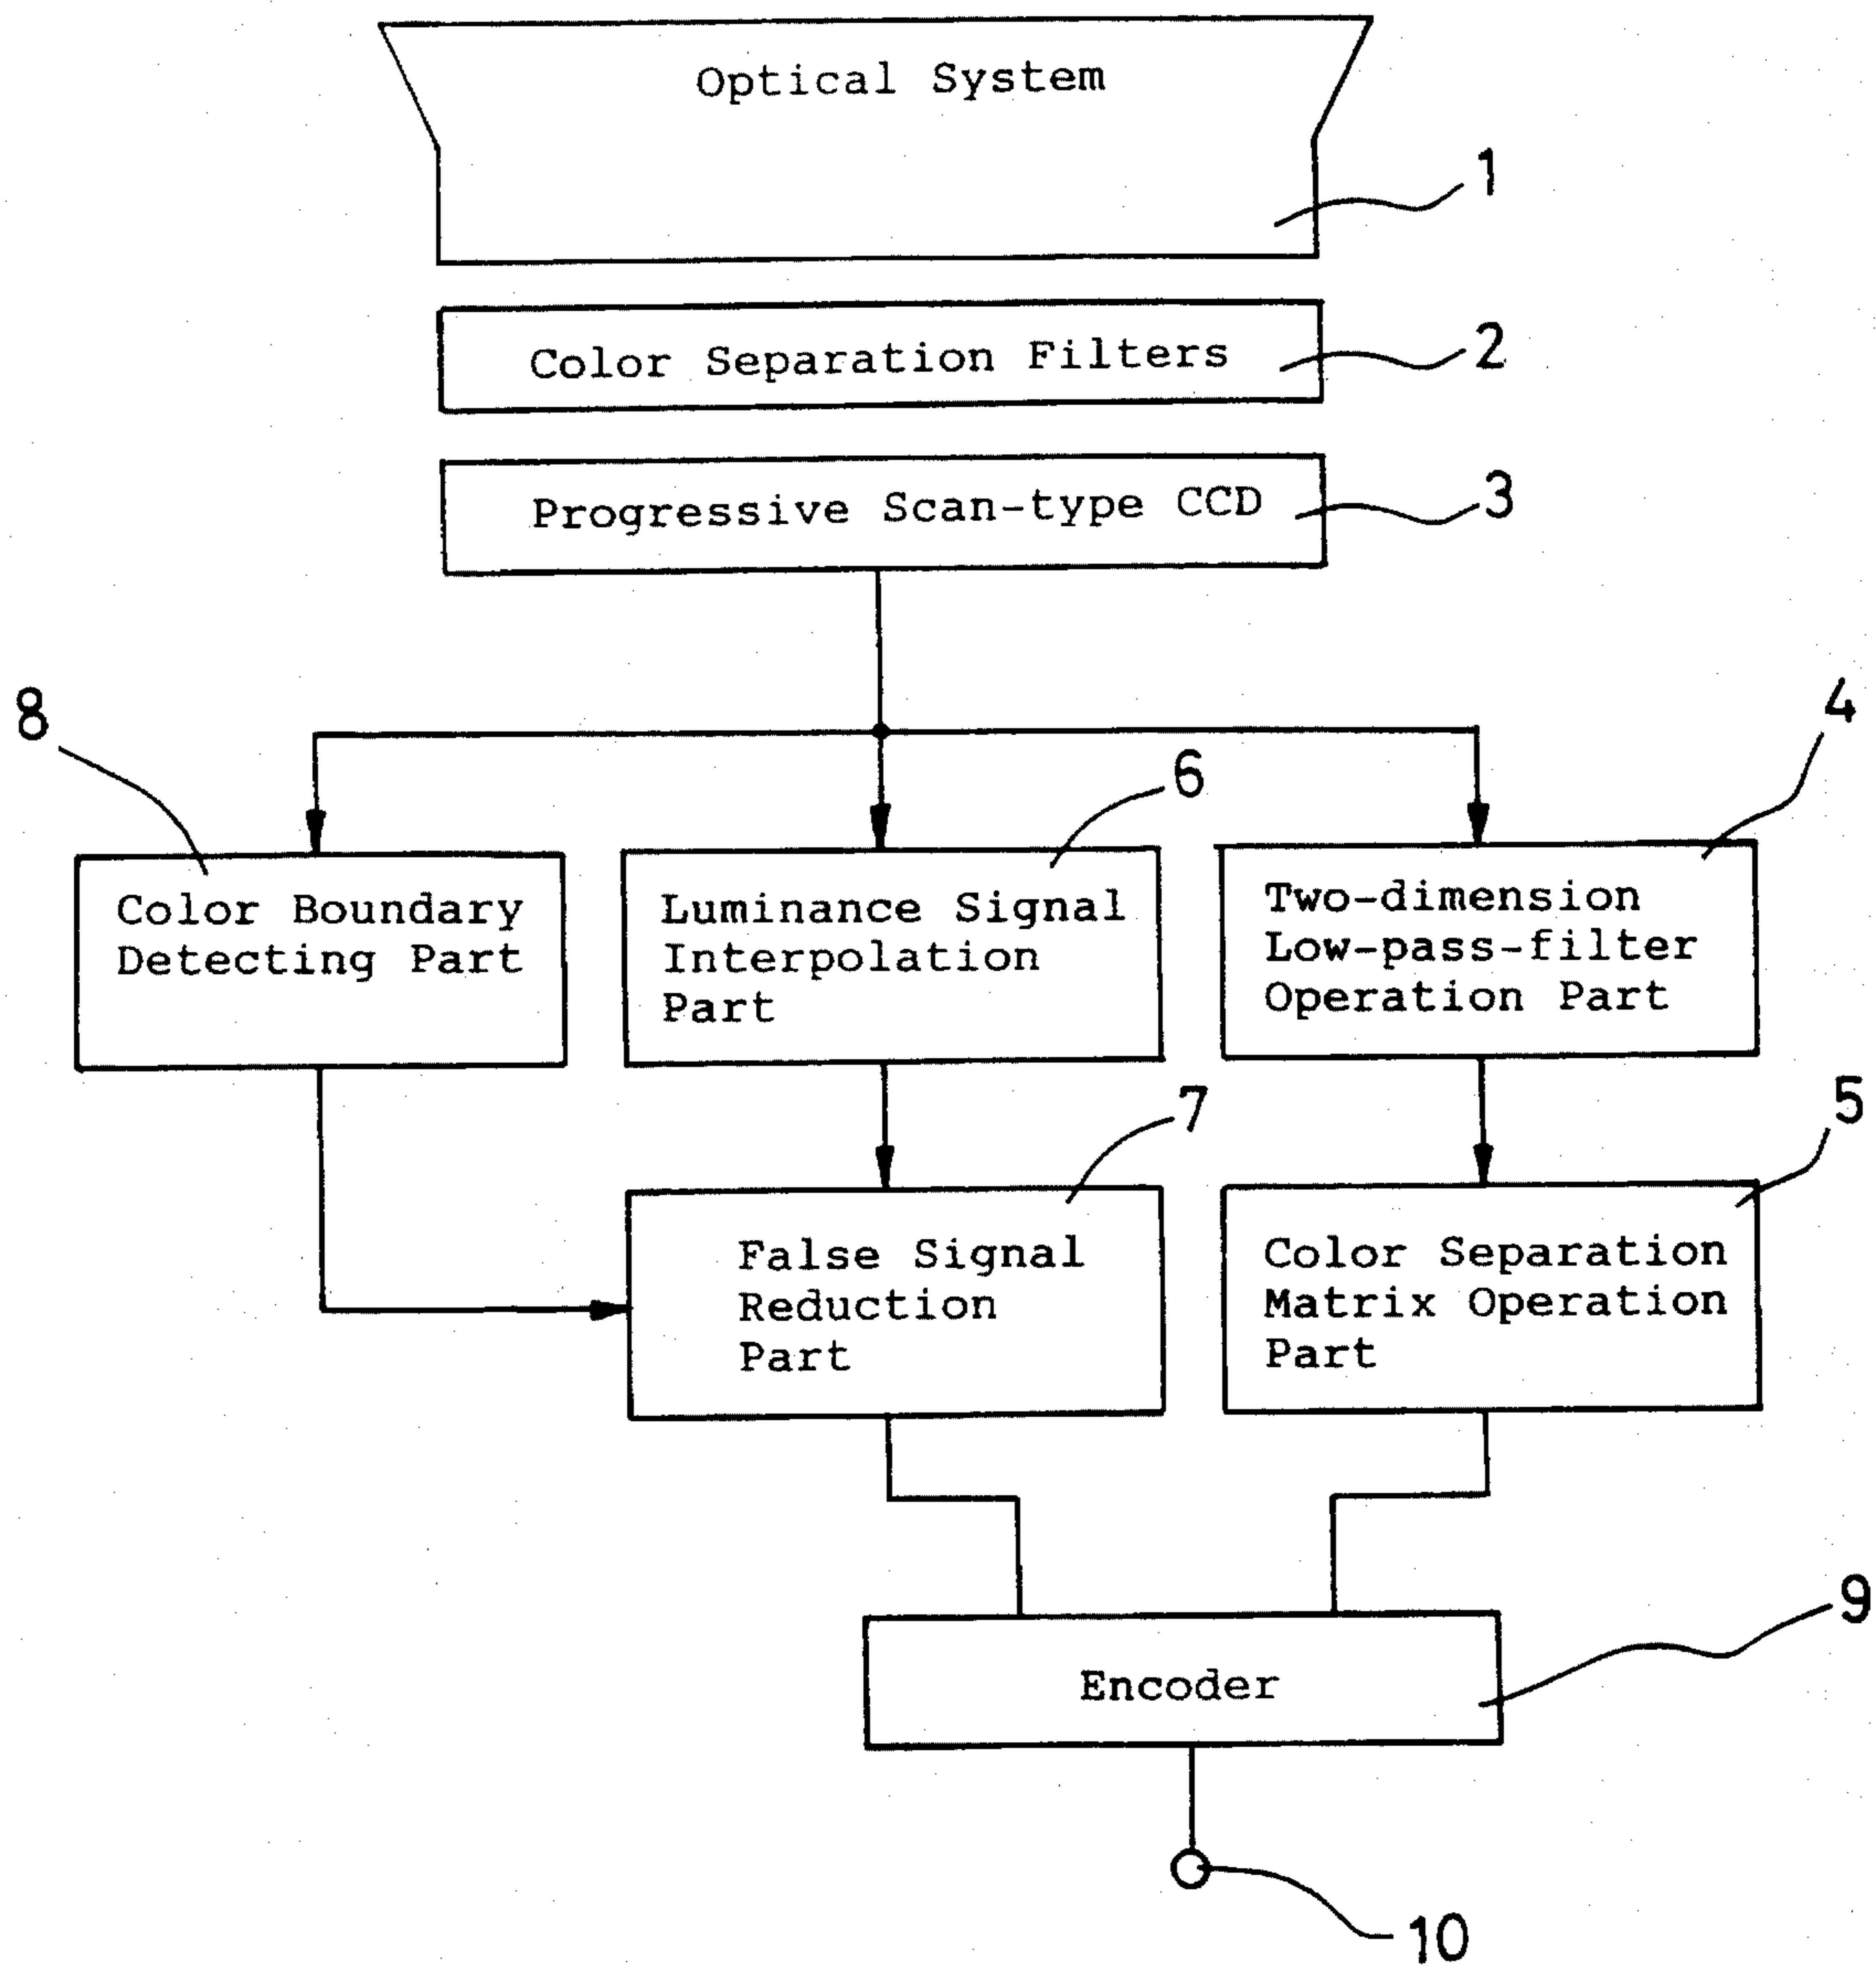 Optical System
1
Color Separation Filters
2
Progressive Scan-type CCD
3
8
6
4
Color Boundary
Detecting Part
Luminance Signal
Interpolation
Part
Two-dimension
Low-pass-filter
Operation Part
7
5
False Signal
Reduction
Part
Color Separation
Matrix Operation
Part
9
Encoder
10